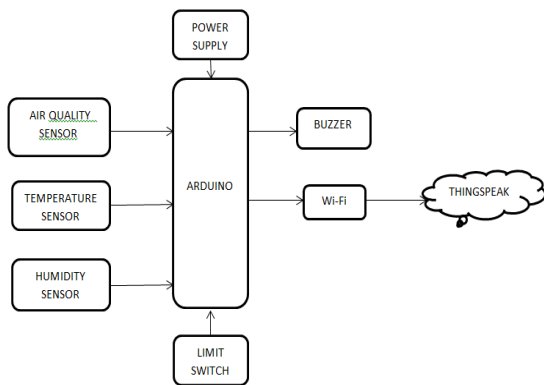 POWER
SUPPLY
AIR QUALITY
SENSOR
BUZZER
ARDUINO
TEMPERATURE
SENSOR
Wi-Fi
THINGSPEAK
HUMIDITY
SENSOR
LIMIT
SWITCH